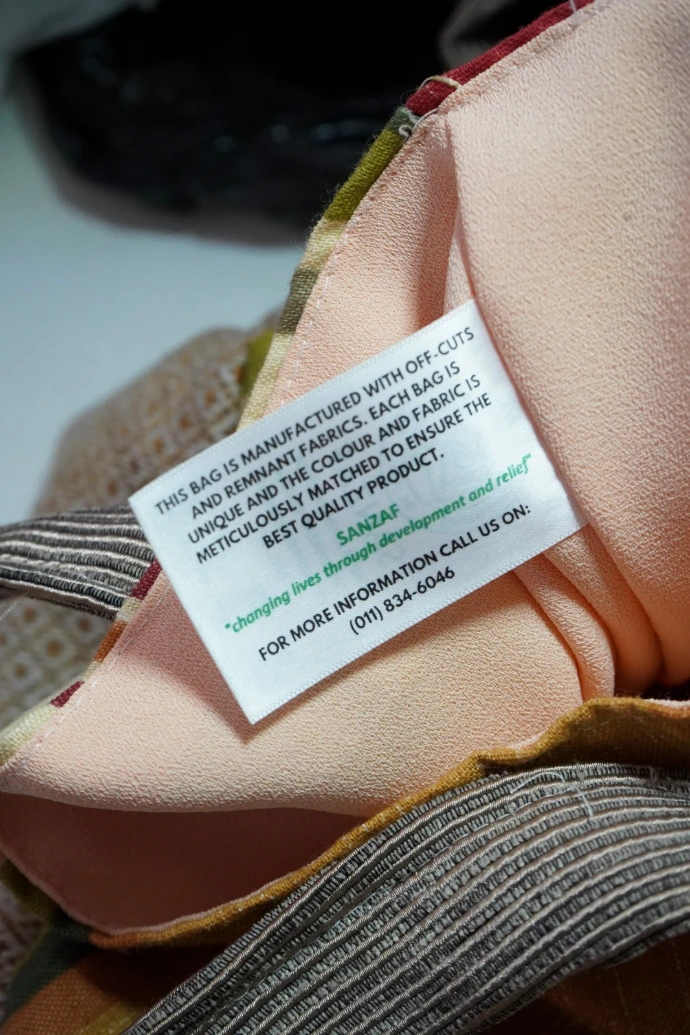 THIS BAG IS MANUFACTURED WITH OFF-CUTS
AND REMNANT FABRICS. EACH BAG IS
UNIQUE AND THE COLOUR AND FABRIC IS
METICULOUSLY MATCHED TO ENSURE THE
BEST QUALITY PRODUCT.
SANZAF
"changing lives through development and relief"
FOR MORE INFORMATION CALL US ON:
(011) 834-6046